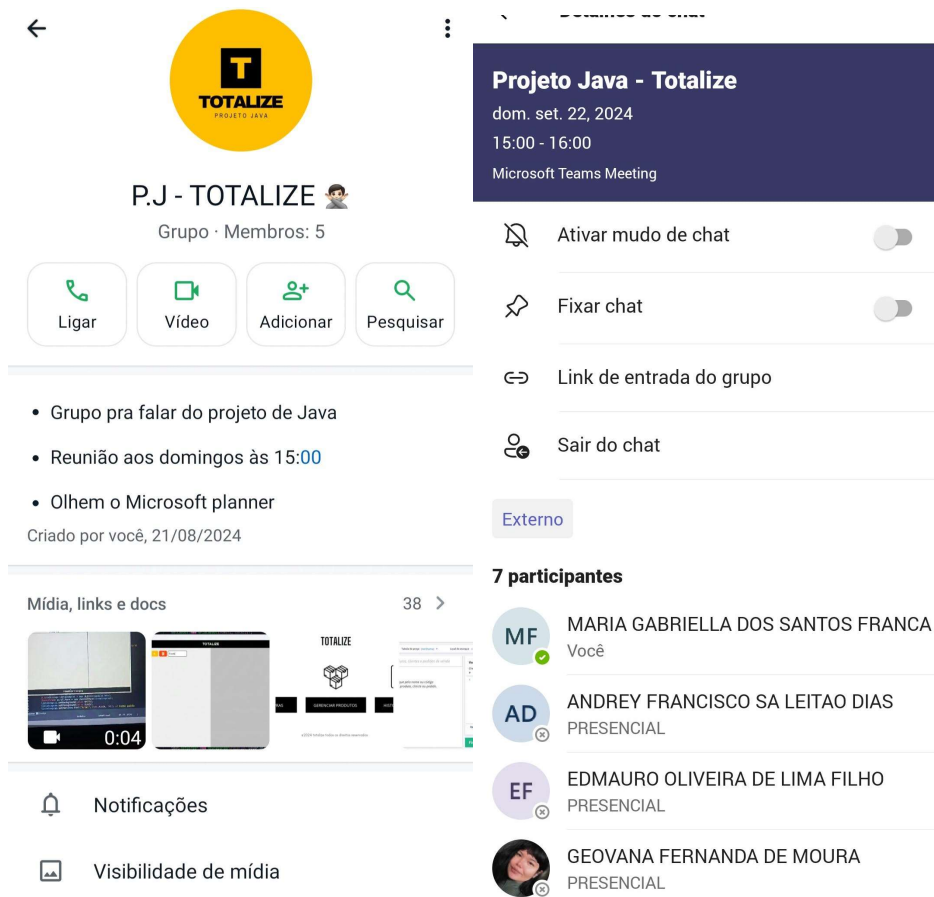 T
TOTALIZE
PROJETO JAVA
P.J - TOTALIZE
Grupo · Membros: 5
Ligar
Vídeo
Adicionar
Pesquisar
• Grupo pra falar do projeto de Java
• Reunião aos domingos às 15:00
• Olhem o Microsoft planner
Criado por você, 21/08/2024
Mídia, links e docs
38
0:04
TOTALIZE
TOTALIZE
GERENCIAR PRODUTOS
Notificações
Visibilidade de mídia
Detalhes do chat
Projeto Java - Totalize
dom. set. 22, 2024
15:00 - 16:00
Microsoft Teams Meeting
Ativar mudo de chat
Fixar chat
Link de entrada do grupo
Sair do chat
Externo
7 participantes
MF
MARIA GABRIELLA DOS SANTOS FRANCA
Você
AD
ANDREY FRANCISCO SA LEITAO DIAS
PRESENCIAL
EF
EDMAURO OLIVEIRA DE LIMA FILHO
PRESENCIAL
GEOVANA FERNANDA DE MOURA
PRESENCIAL